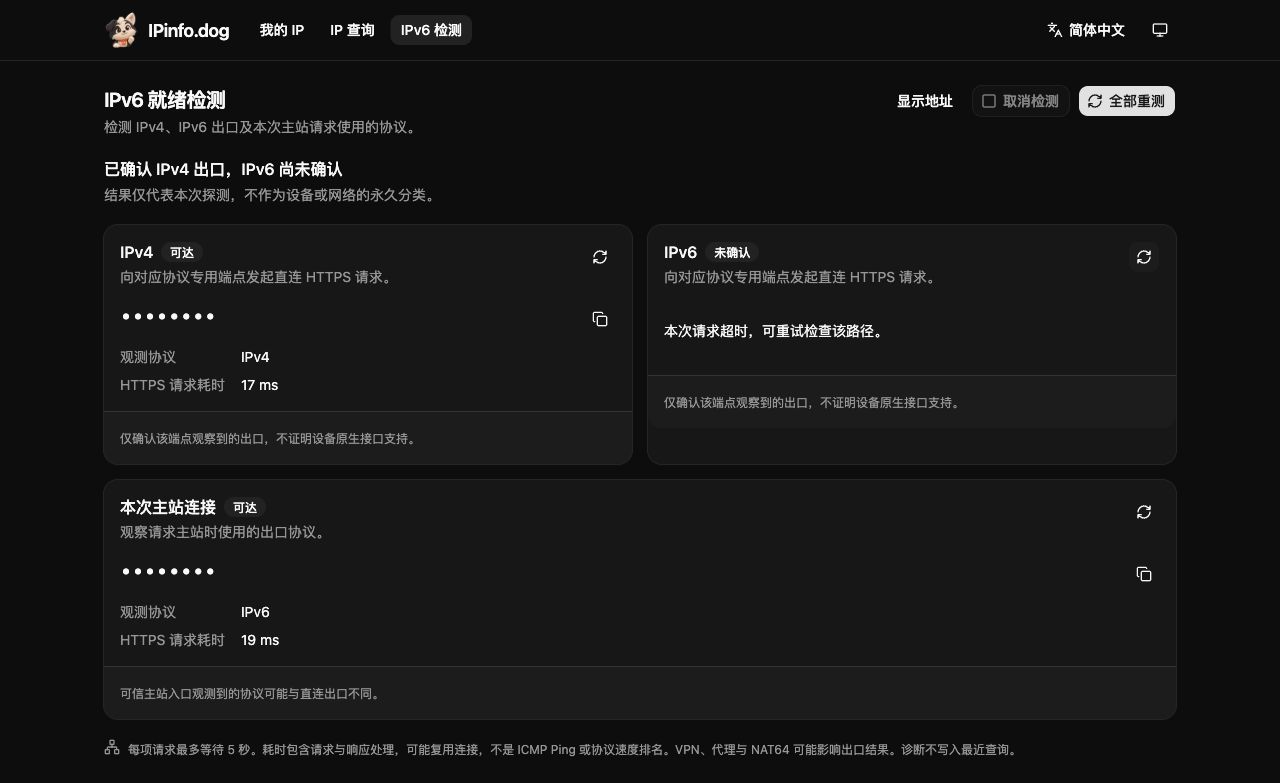 IPinfo.dog 我的 IP IP 查询 IPv6 检测 简体中文
IPv6 就绪检测
检测 IPv4、IPv6 出口及本次主站请求使用的协议。
显示地址 取消检测 全部重测
已确认 IPv4 出口，IPv6 尚未确认
结果仅代表本次探测，不作为设备或网络的永久分类。
IPv4 可达
向对应协议专用端点发起直连 HTTPS 请求。
••••••••
观测协议 IPv4
HTTPS 请求耗时 17 ms
仅确认该端点观察到的出口，不证明设备原生接口支持。
IPv6 未确认
向对应协议专用端点发起直连 HTTPS 请求。
本次请求超时，可重试检查该路径。
仅确认该端点观察到的出口，不证明设备原生接口支持。
本次主站连接 可达
观察请求主站时使用的出口协议。
••••••••
观测协议 IPv6
HTTPS 请求耗时 19 ms
可信主站入口观测到的协议可能与直连出口不同。
每项请求最多等待 5 秒。耗时包含请求与响应处理，可能复用连接，不是 ICMP Ping 或协议速度排名。VPN、代理与 NAT64 可能影响出口结果。诊断不写入最近查询。